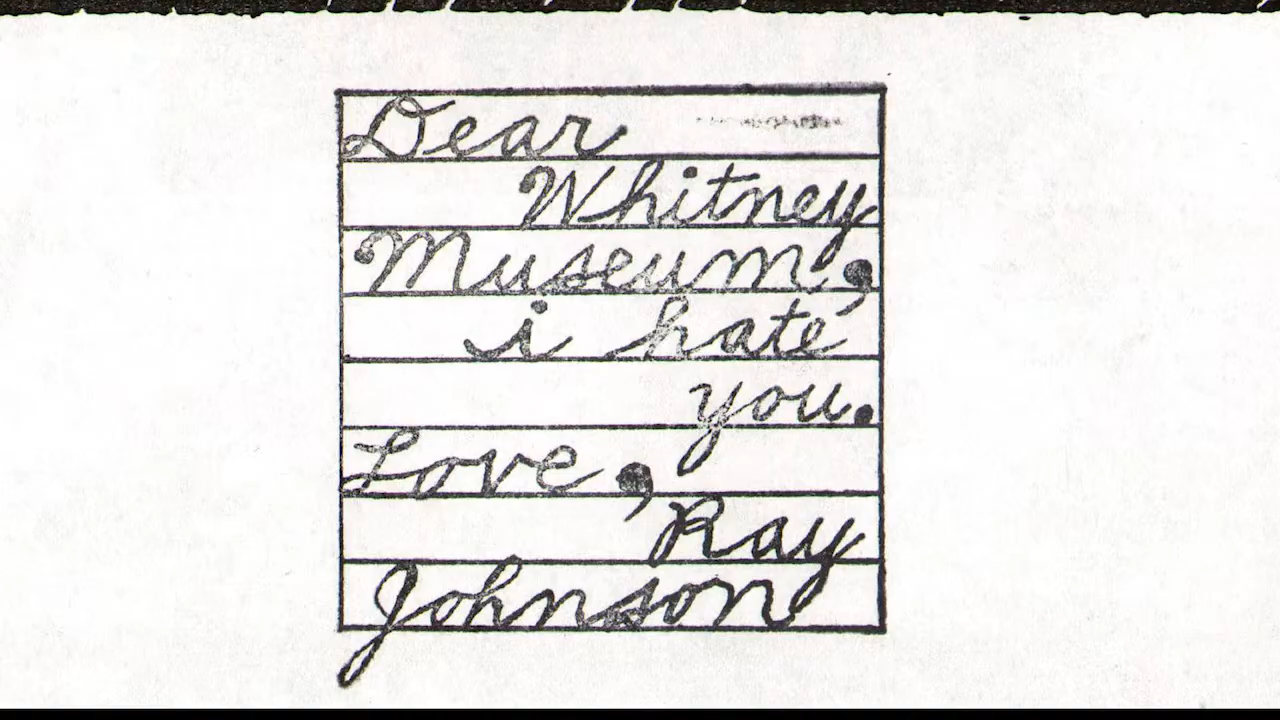 Dear
Whitney
Museum,
i hate
you.
Love,
Ray
Johnson